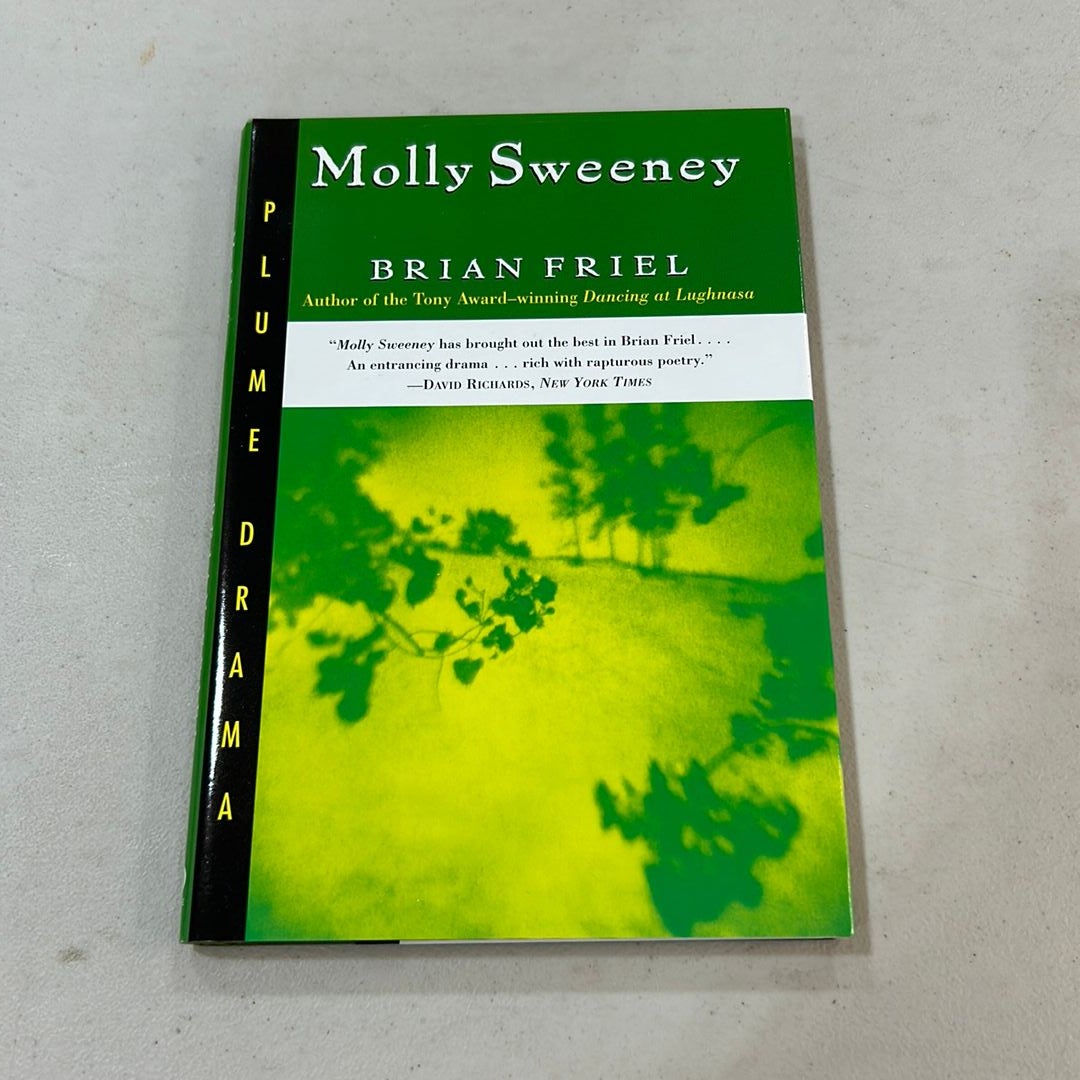 Molly Sweeney
BRIAN FRIEL
Author of the Tony Award–winning Dancing at Lughnasa
“Molly Sweeney has brought out the best in Brian Friel. . . .
An entrancing drama . . . rich with rapturous poetry.”
—DAVID RICHARDS, NEW YORK TIMES
PLUME DRAMA